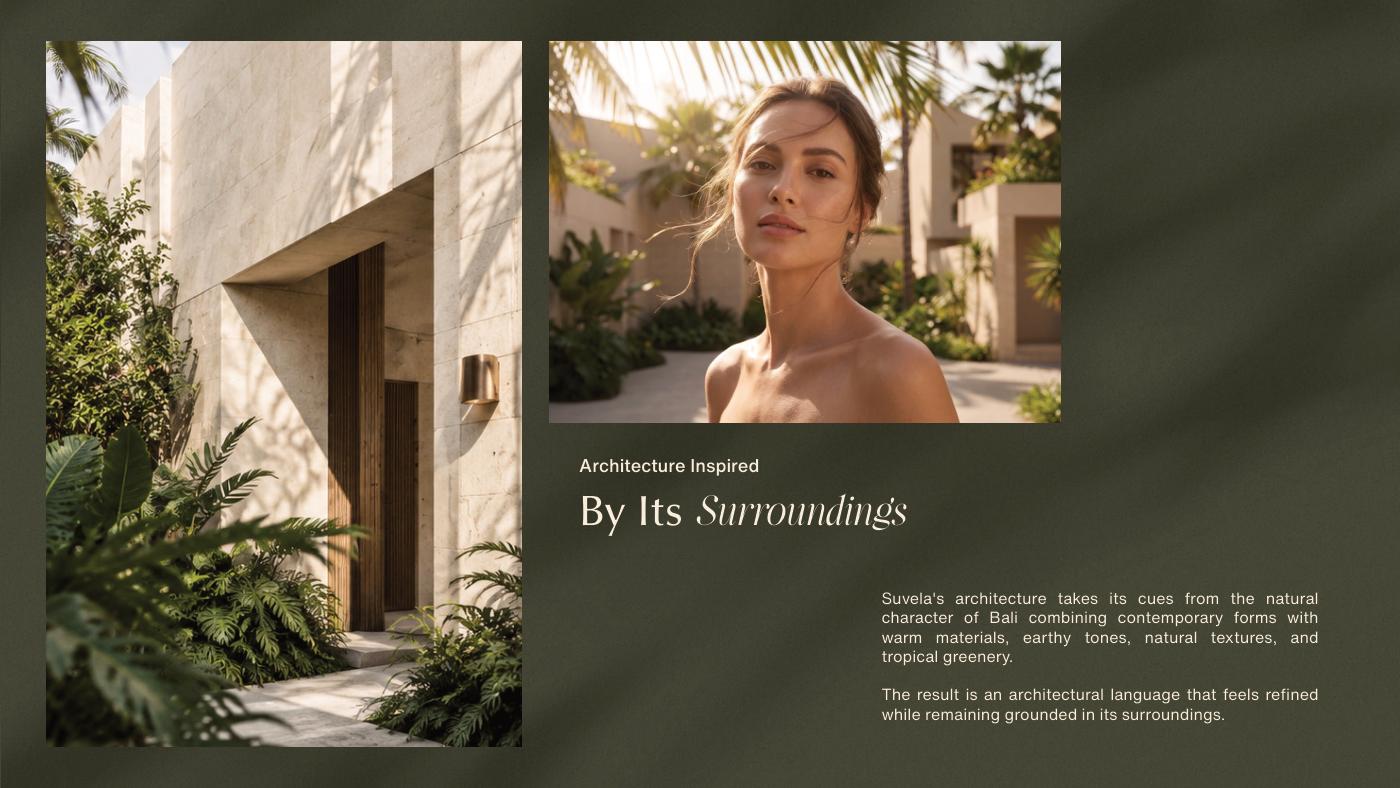 Architecture Inspired
By Its Surroundings
Suvela's architecture takes its cues from the natural
character of Bali combining contemporary forms with
warm materials, earthy tones, natural textures, and
tropical greenery.
The result is an architectural language that feels refined
while remaining grounded in its surroundings.